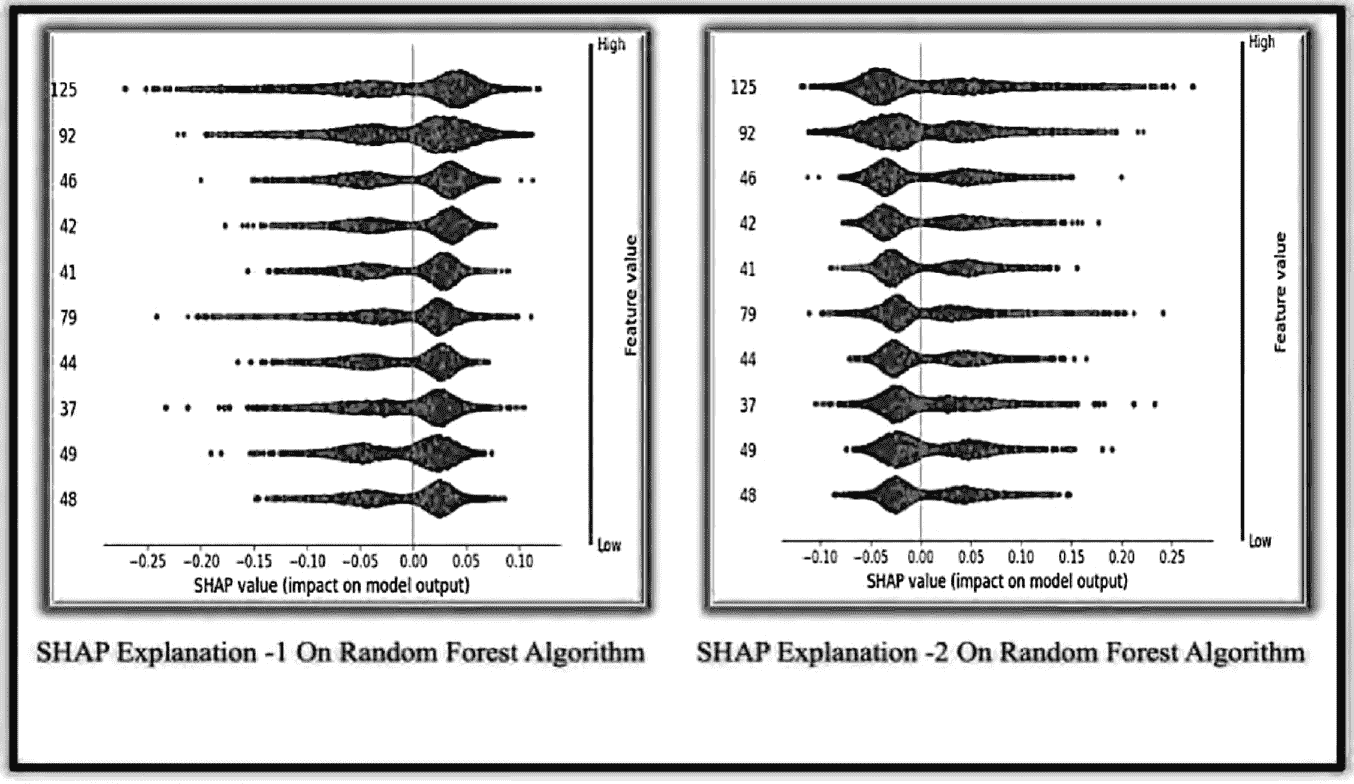 High
125
92
46
42
41
79
44
37
49
48
Feature value
Low
−0.25 −0.20 −0.15 −0.10 −0.05 0.00 0.05 0.10
SHAP value (impact on model output)
SHAP Explanation -1 On Random Forest Algorithm
High
125
92
46
42
41
79
44
37
49
48
Feature value
Low
−0.10 −0.05 0.00 0.05 0.10 0.15 0.20 0.25
SHAP value (impact on model output)
SHAP Explanation -2 On Random Forest Algorithm